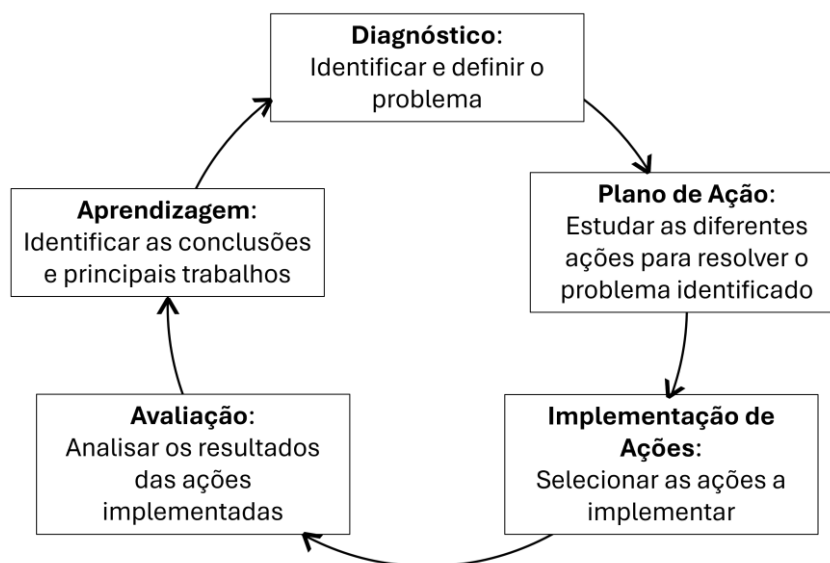 Diagnóstico:
Identificar e definir o
problema
Plano de Ação:
Estudar as diferentes
ações para resolver o
problema identificado
Implementação de
Ações:
Selecionar as ações a
implementar
Avaliação:
Analisar os resultados
das ações
implementadas
Aprendizagem:
Identificar as conclusões
e principais trabalhos